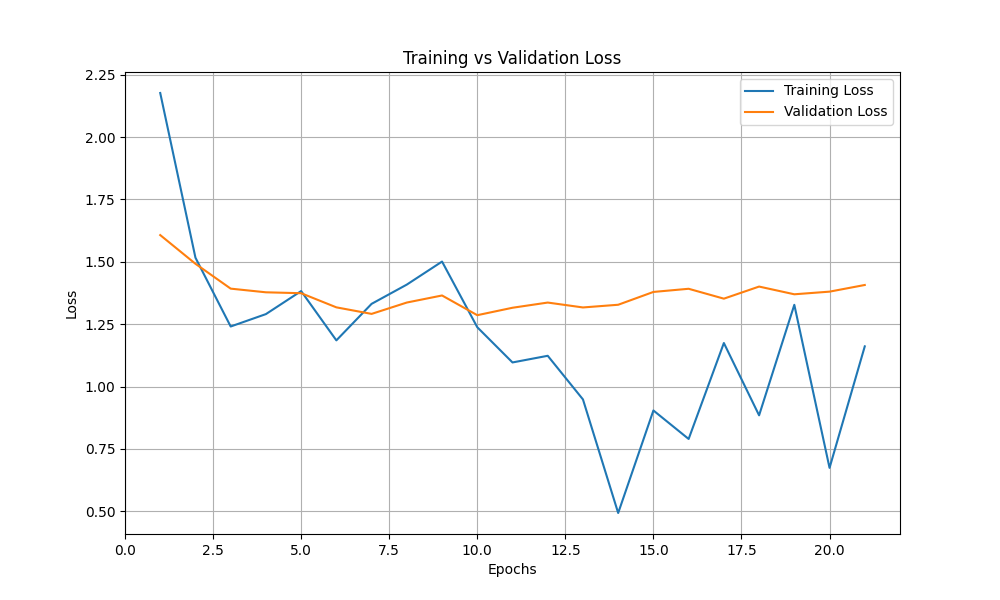 Training vs Validation Loss
Training Loss
Validation Loss
2.25
2.00
1.75
1.50
1.25
1.00
0.75
0.50
Loss
0.0 2.5 5.0 7.5 10.0 12.5 15.0 17.5 20.0
Epochs